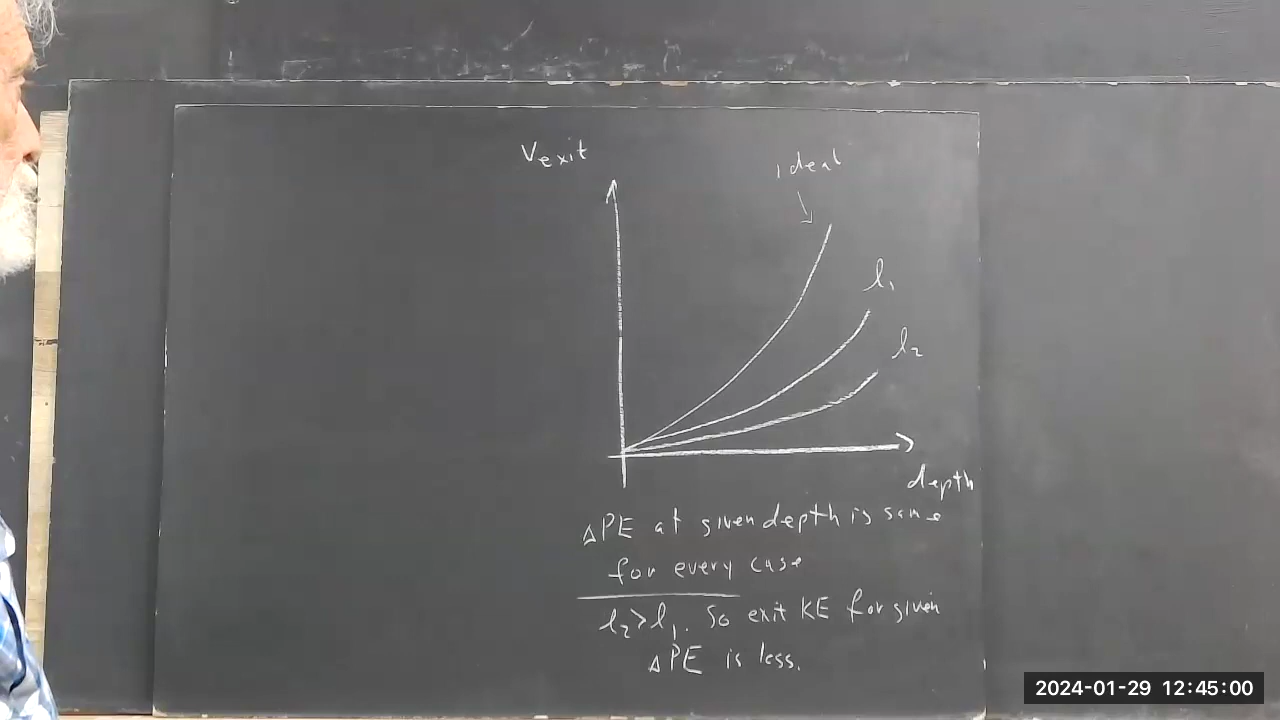 Vexit
ideal
l₁
l₂
depth
ΔPE at given depth is same
for every case
l₂>l₁. So exit KE for given
ΔPE is less.
2024-01-29 12:45:00